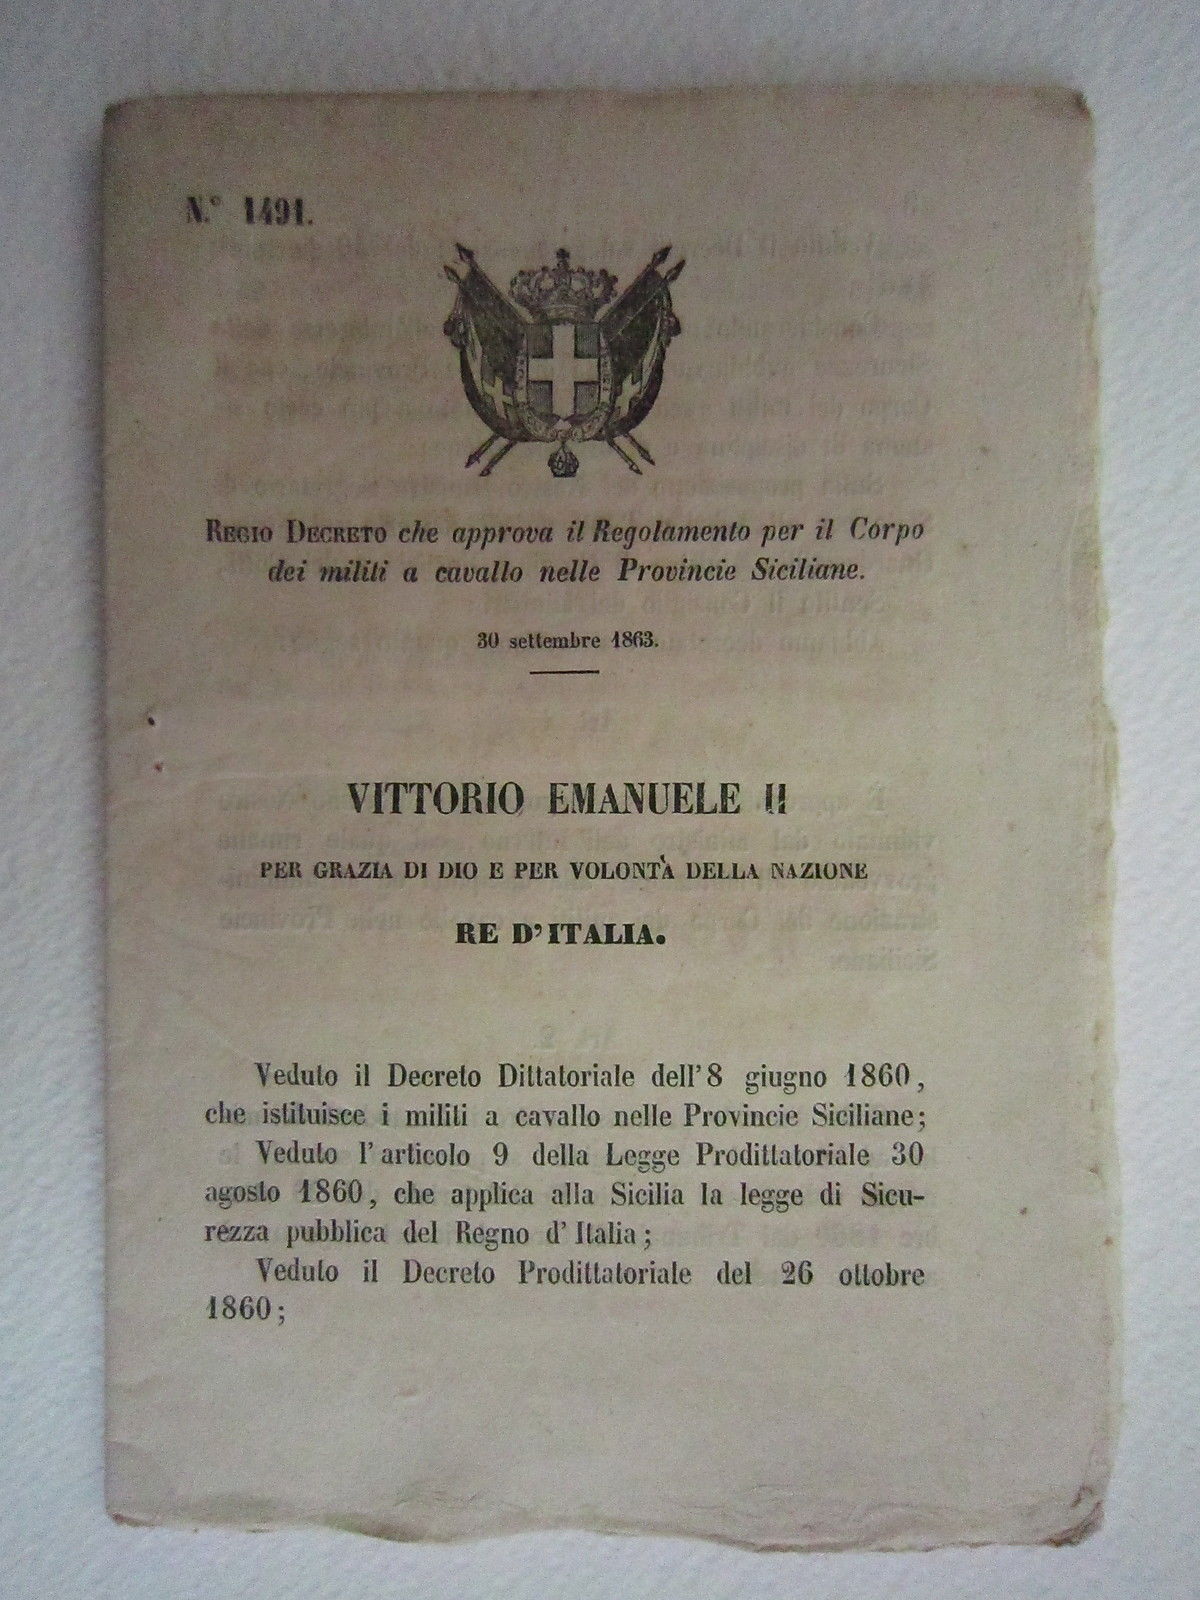 N.° 1491.
REGIO DECRETO che approva il Regolamento per il Corpo
dei militi a cavallo nelle Provincie Siciliane.
30 settembre 1863.
VITTORIO EMANUELE II
PER GRAZIA DI DIO E PER VOLONTÀ DELLA NAZIONE
RE D'ITALIA.
Veduto il Decreto Dittatoriale dell'8 giugno 1860,
che istituisce i militi a cavallo nelle Provincie Siciliane;
Veduto l'articolo 9 della Legge Prodittatoriale 30
agosto 1860, che applica alla Sicilia la legge di Sicu-
rezza pubblica del Regno d'Italia;
Veduto il Decreto Prodittatoriale del 26 ottobre
1860;